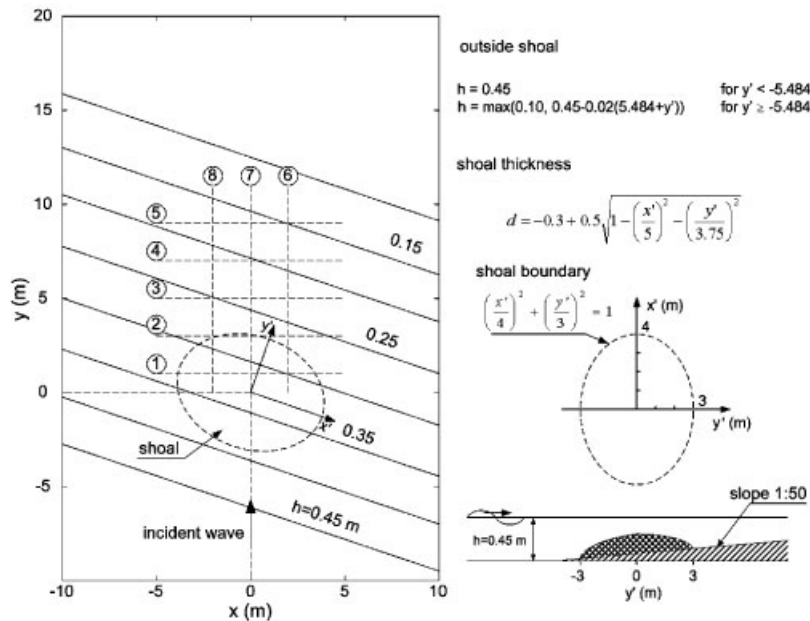 20
15
10
5
0
-5
y (m)
-10
-5
0
5
10
x (m)
8
7
6
5
4
3
2
1
0.15
0.25
0.35
h=0.45 m
y'
x'
shoal
incident wave
outside shoal
h = 0.45 for y' < -5.484
h = max(0.10, 0.45-0.02(5.484+y')) for y' ≥ -5.484
shoal thickness
d = −0.3 + 0.5√(1−(x'/5)²−(y'/3.75)²)
shoal boundary
(x'/4)² + (y'/3)² = 1
x' (m)
4
3
y' (m)
slope 1:50
h=0.45 m
-3
0
3
y' (m)